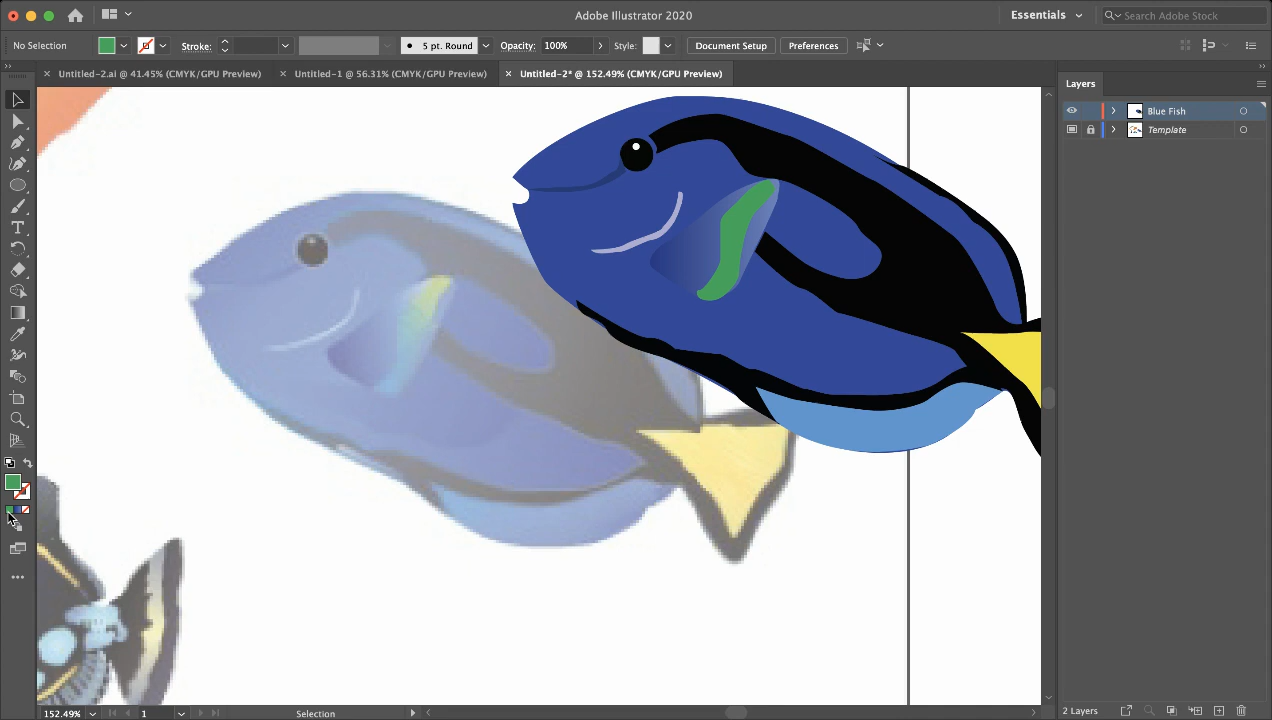 Adobe Illustrator 2020
Essentials
Search Adobe Stock
No Selection
Stroke:
5 pt. Round
Opacity:
100%
Style:
Document Setup
Preferences
Untitled-2.ai @ 41.45% (CMYK/GPU Preview)
Untitled-1 @ 56.31% (CMYK/GPU Preview)
Untitled-2* @ 152.49% (CMYK/GPU Preview)
Layers
Blue Fish
Template
152.49%
1
Selection
2 Layers